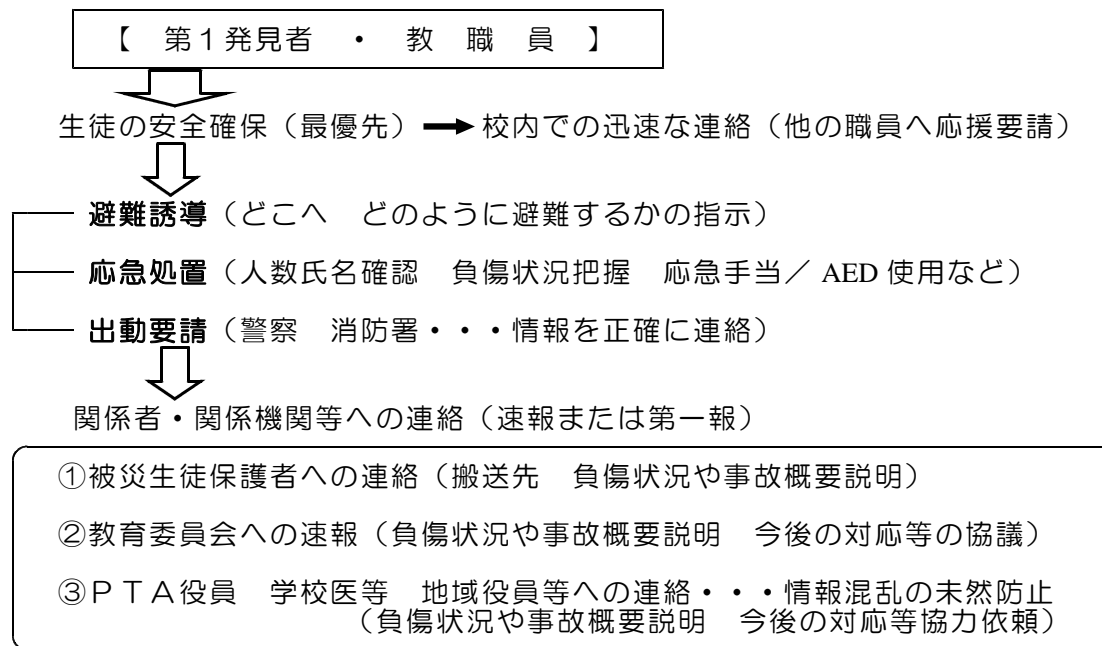 【　第１発見者　・　教　職　員　】
生徒の安全確保（最優先）➡校内での迅速な連絡（他の職員へ応援要請）
避難誘導（どこへ　どのように避難するかの指示）
応急処置（人数氏名確認　負傷状況把握　応急手当／AED使用など）
出動要請（警察　消防署・・・情報を正確に連絡）
関係者・関係機関等への連絡（速報または第一報）
①被災生徒保護者への連絡（搬送先　負傷状況や事故概要説明）
②教育委員会への速報（負傷状況や事故概要説明　今後の対応等の協議）
③ＰＴＡ役員　学校医等　地域役員等への連絡・・・情報混乱の未然防止
（負傷状況や事故概要説明　今後の対応等協力依頼）